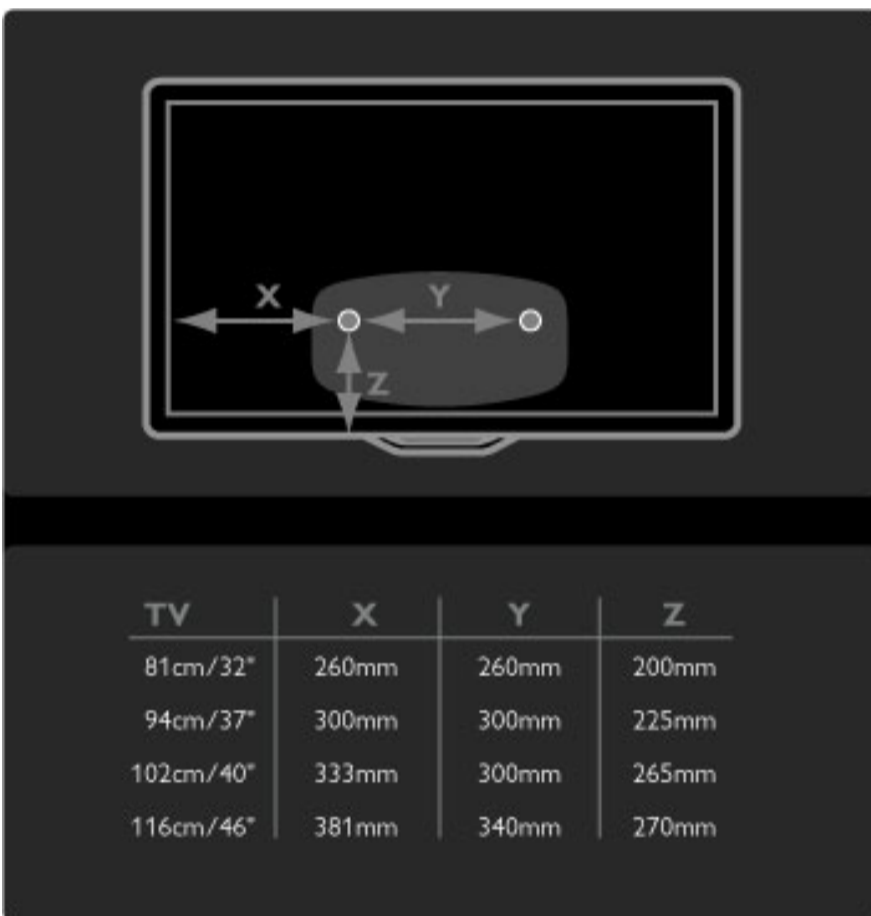 X Y
Z
TV X Y Z
81cm/32" 260mm 260mm 200mm
94cm/37" 300mm 300mm 225mm
102cm/40" 333mm 300mm 265mm
116cm/46" 381mm 340mm 270mm